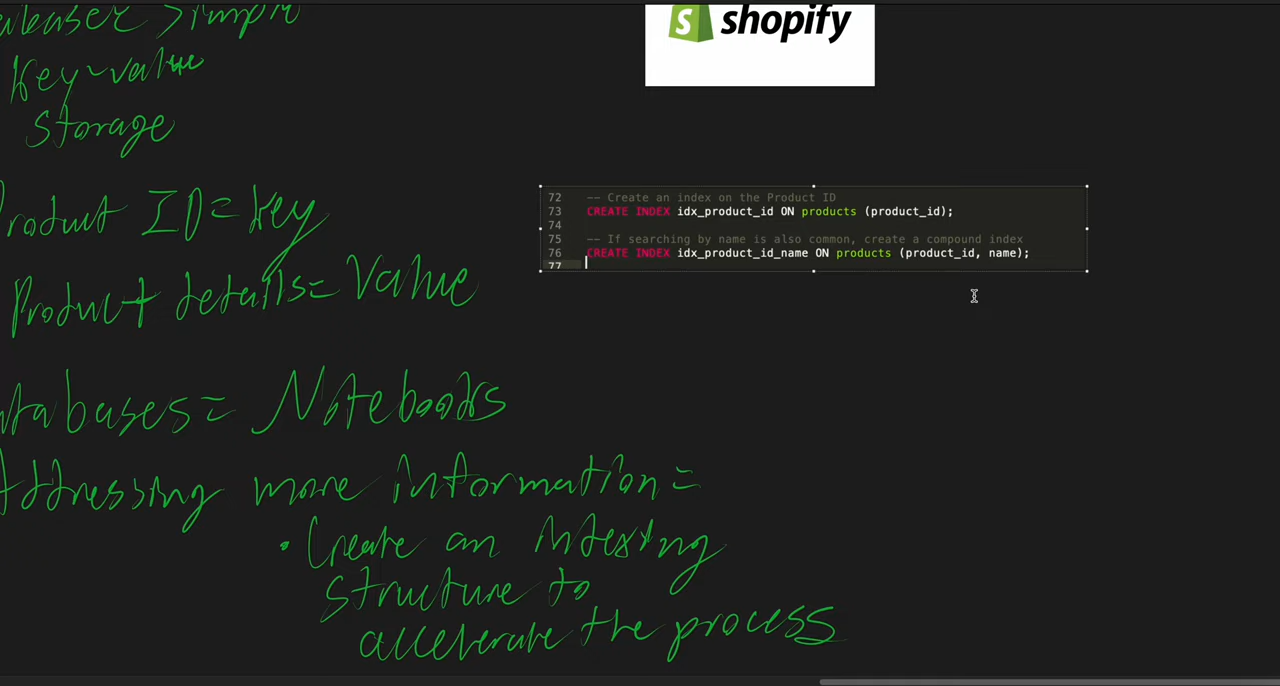 Simple
Key-value
Storage
Product ID = Key
Product details = Value
Databases = Notebooks
Addressing more information =
• Create an indexing
structure to
accelerate the process
shopify
72 -- Create an index on the Product ID
73 CREATE INDEX idx_product_id ON products (product_id);
74
75 -- If searching by name is also common, create a compound index
76 CREATE INDEX idx_product_id_name ON products (product_id, name);
77